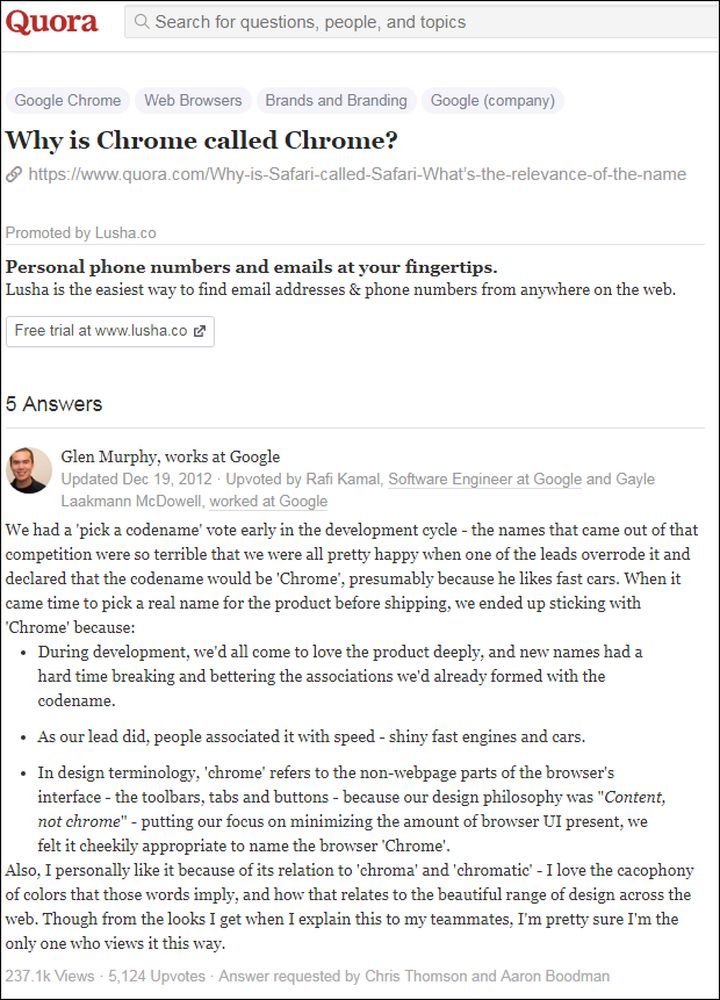 Quora
Search for questions, people, and topics
Google Chrome Web Browsers Brands and Branding Google (company)
Why is Chrome called Chrome?
https://www.quora.com/Why-is-Safari-called-Safari-What's-the-relevance-of-the-name
Promoted by Lusha.co
Personal phone numbers and emails at your fingertips.
Lusha is the easiest way to find email addresses & phone numbers from anywhere on the web.
Free trial at www.lusha.co
5 Answers
Glen Murphy, works at Google
Updated Dec 19, 2012 · Upvoted by Rafi Kamal, Software Engineer at Google and Gayle
Laakmann McDowell, worked at Google
We had a 'pick a codename' vote early in the development cycle - the names that came out of that
competition were so terrible that we were all pretty happy when one of the leads overrode it and
declared that the codename would be 'Chrome', presumably because he likes fast cars. When it
came time to pick a real name for the product before shipping, we ended up sticking with
'Chrome' because:
• During development, we'd all come to love the product deeply, and new names had a
hard time breaking and bettering the associations we'd already formed with the
codename.
• As our lead did, people associated it with speed - shiny fast engines and cars.
• In design terminology, 'chrome' refers to the non-webpage parts of the browser's
interface - the toolbars, tabs and buttons - because our design philosophy was "Content,
not chrome" - putting our focus on minimizing the amount of browser UI present, we
felt it cheekily appropriate to name the browser 'Chrome'.
Also, I personally like it because of its relation to 'chroma' and 'chromatic' - I love the cacophony
of colors that those words imply, and how that relates to the beautiful range of design across the
web. Though from the looks I get when I explain this to my teammates, I'm pretty sure I'm the
only one who views it this way.
237.1k Views · 5,124 Upvotes · Answer requested by Chris Thomson and Aaron Boodman